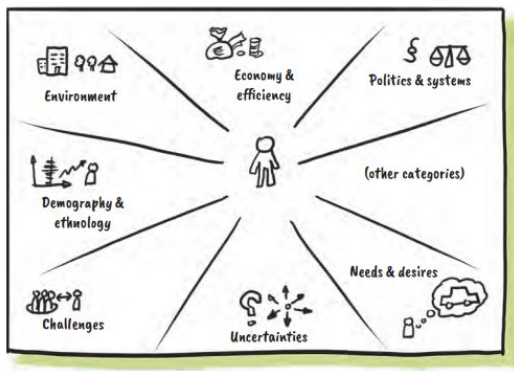 Environment
Economy &
efficiency
§
Politics & systems
Demography &
ethnology
(other categories)
Challenges
?
Uncertainties
Needs & desires